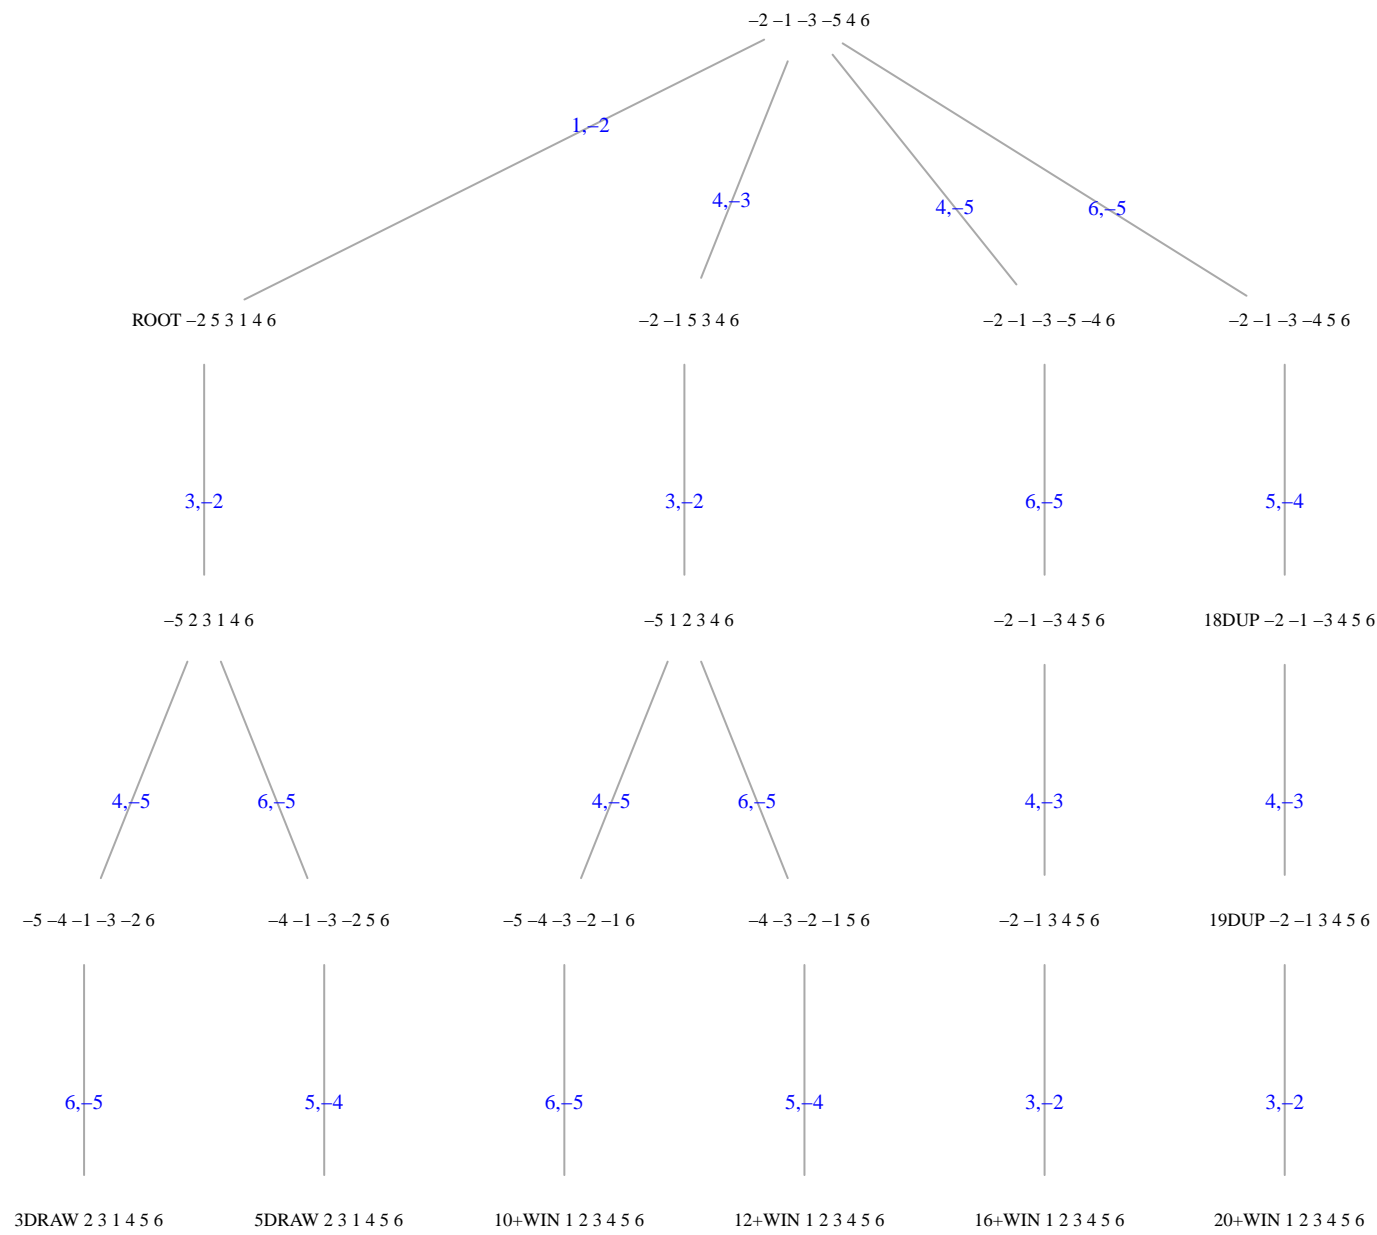 –2 –1 –3 –5 4 6
1,–2
4,–3
4,–5
6,–5
ROOT –2 5 3 1 4 6
–2 –1 5 3 4 6
–2 –1 –3 –5 –4 6
–2 –1 –3 –4 5 6
3,–2
3,–2
6,–5
5,–4
–5 2 3 1 4 6
–5 1 2 3 4 6
–2 –1 –3 4 5 6
18DUP –2 –1 –3 4 5 6
4,–5
6,–5
4,–5
6,–5
4,–3
4,–3
–5 –4 –1 –3 –2 6
–4 –1 –3 –2 5 6
–5 –4 –3 –2 –1 6
–4 –3 –2 –1 5 6
–2 –1 3 4 5 6
19DUP –2 –1 3 4 5 6
6,–5
5,–4
6,–5
5,–4
3,–2
3,–2
3DRAW 2 3 1 4 5 6
5DRAW 2 3 1 4 5 6
10+WIN 1 2 3 4 5 6
12+WIN 1 2 3 4 5 6
16+WIN 1 2 3 4 5 6
20+WIN 1 2 3 4 5 6